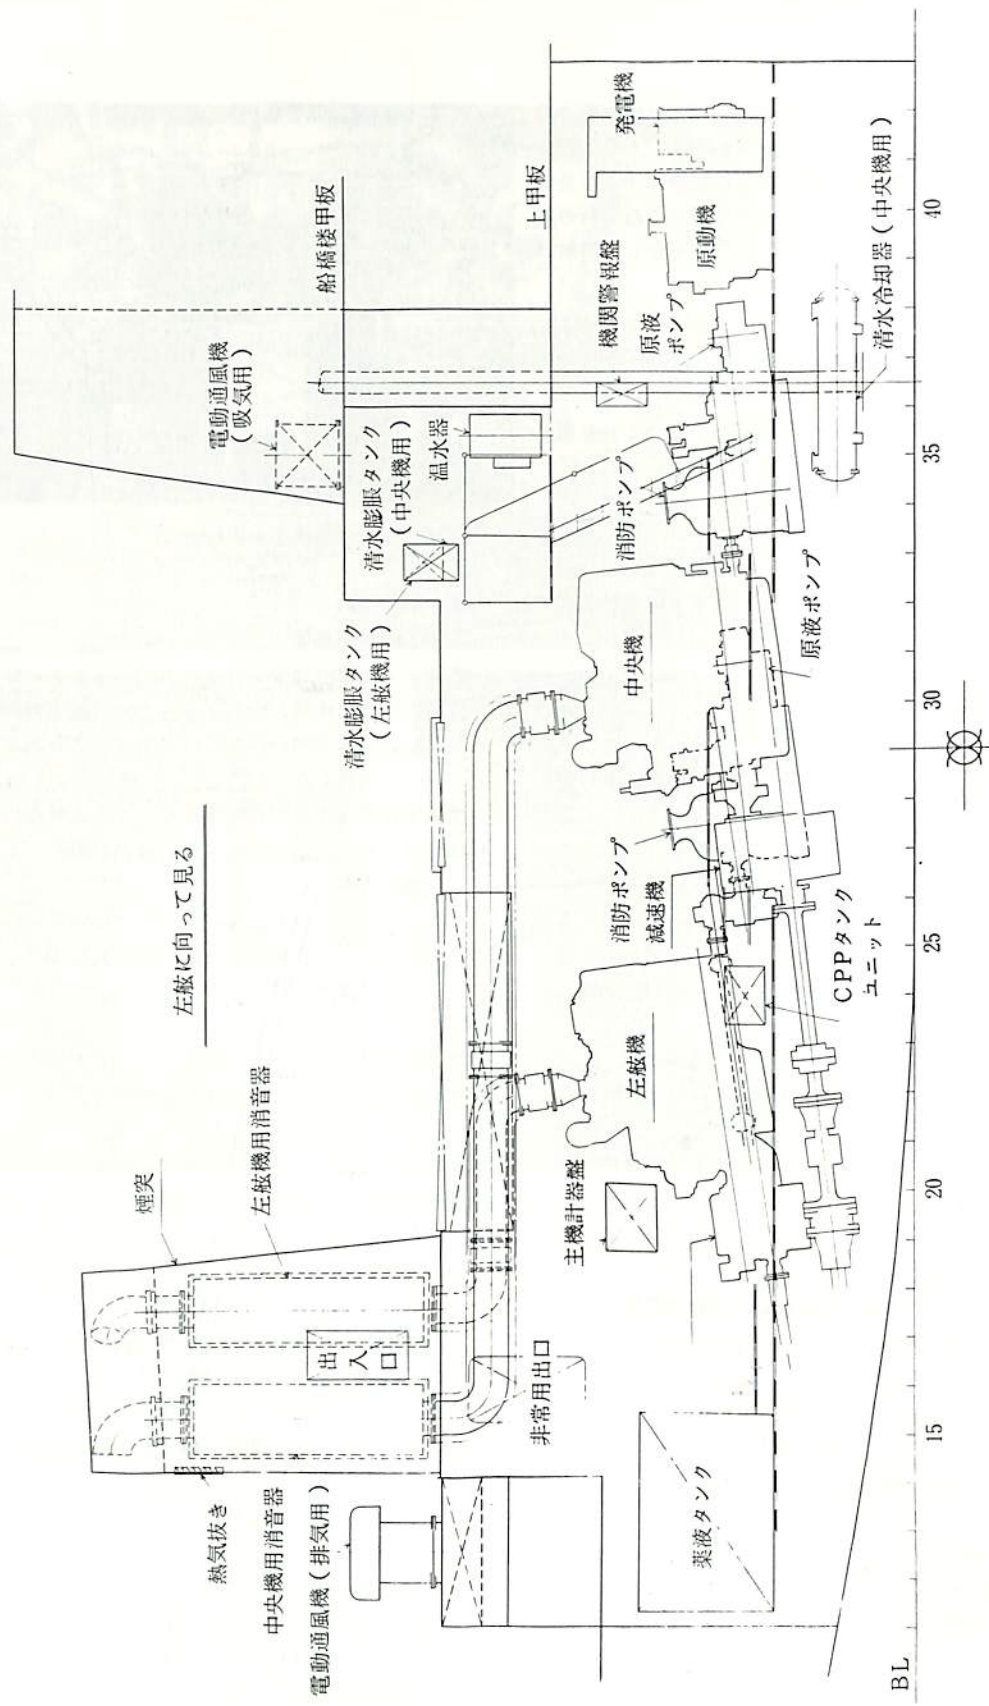 左舷に向って見る
煙突
左舷機用消音器
出入口
熱気抜き
中央機用消音器
電動通風機（排気用）
非常用出口
薬液タンク
主機計器盤
左舷機
CPPタンク
ユニット
減速機
消防ポンプ
中央機
原液ポンプ
清水膨脹タンク
（左舷機用）
清水膨脹タンク
（中央機用）
温水器
消防ポンプ
電動通風機
（吸気用）
船橋楼甲板
上甲板
機関警報盤
原液
ポンプ
原動機
発電機
清水冷却器（中央機用）
BL
15
20
25
30
35
40